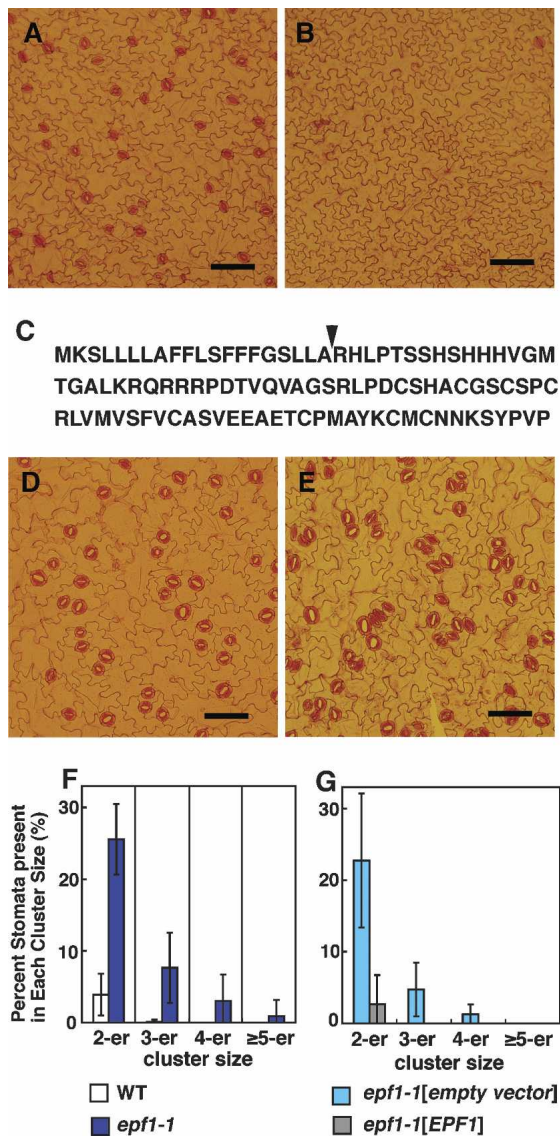 A
B
C
MKSLLLLAFFLSFFFGSLLARHLPTSSHSHHHVGM
TGALKRQRRRPDTVQVAGSRLPDCSHACGSCSPC
RLVMVSFVCASVEEAETCPMAYKCMCNNKSYPVP
D
E
F
Percent Stomata present
in Each Cluster Size (%)
30
20
10
0
2-er 3-er 4-er ≥5-er
cluster size
WT
epf1-1
G
30
20
10
0
2-er 3-er 4-er ≥5-er
cluster size
epf1-1[empty vector]
epf1-1[EPF1]